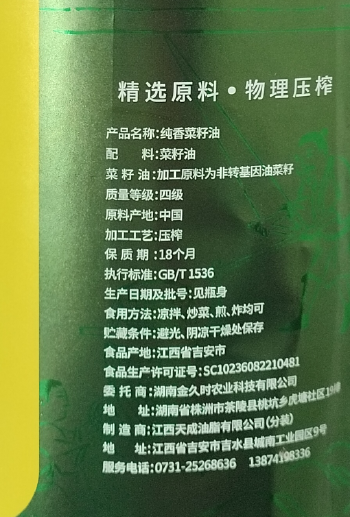 精选原料·物理压榨
产品名称:纯香菜籽油
配 料:菜籽油
菜籽油:加工原料为非转基因油菜籽
质量等级:四级
原料产地:中国
加工工艺:压榨
保质期:18个月
执行标准:GB/T 1536
生产日期及批号:见瓶身
食用方法:凉拌、炒菜、煎、炸均可
贮藏条件:避光、阴凉干燥处保存
食品产地:江西省吉安市
食品生产许可证号:SC10236082210481
委托商:湖南金久时农业科技有限公司
地 址:湖南省株洲市茶陵县桃坑乡虎塘社区19
制造商:江西天成油脂有限公司(分装)
地 址:江西省吉安市吉水县城南工业园区9号
服务电话:0731-25268636 13874198336